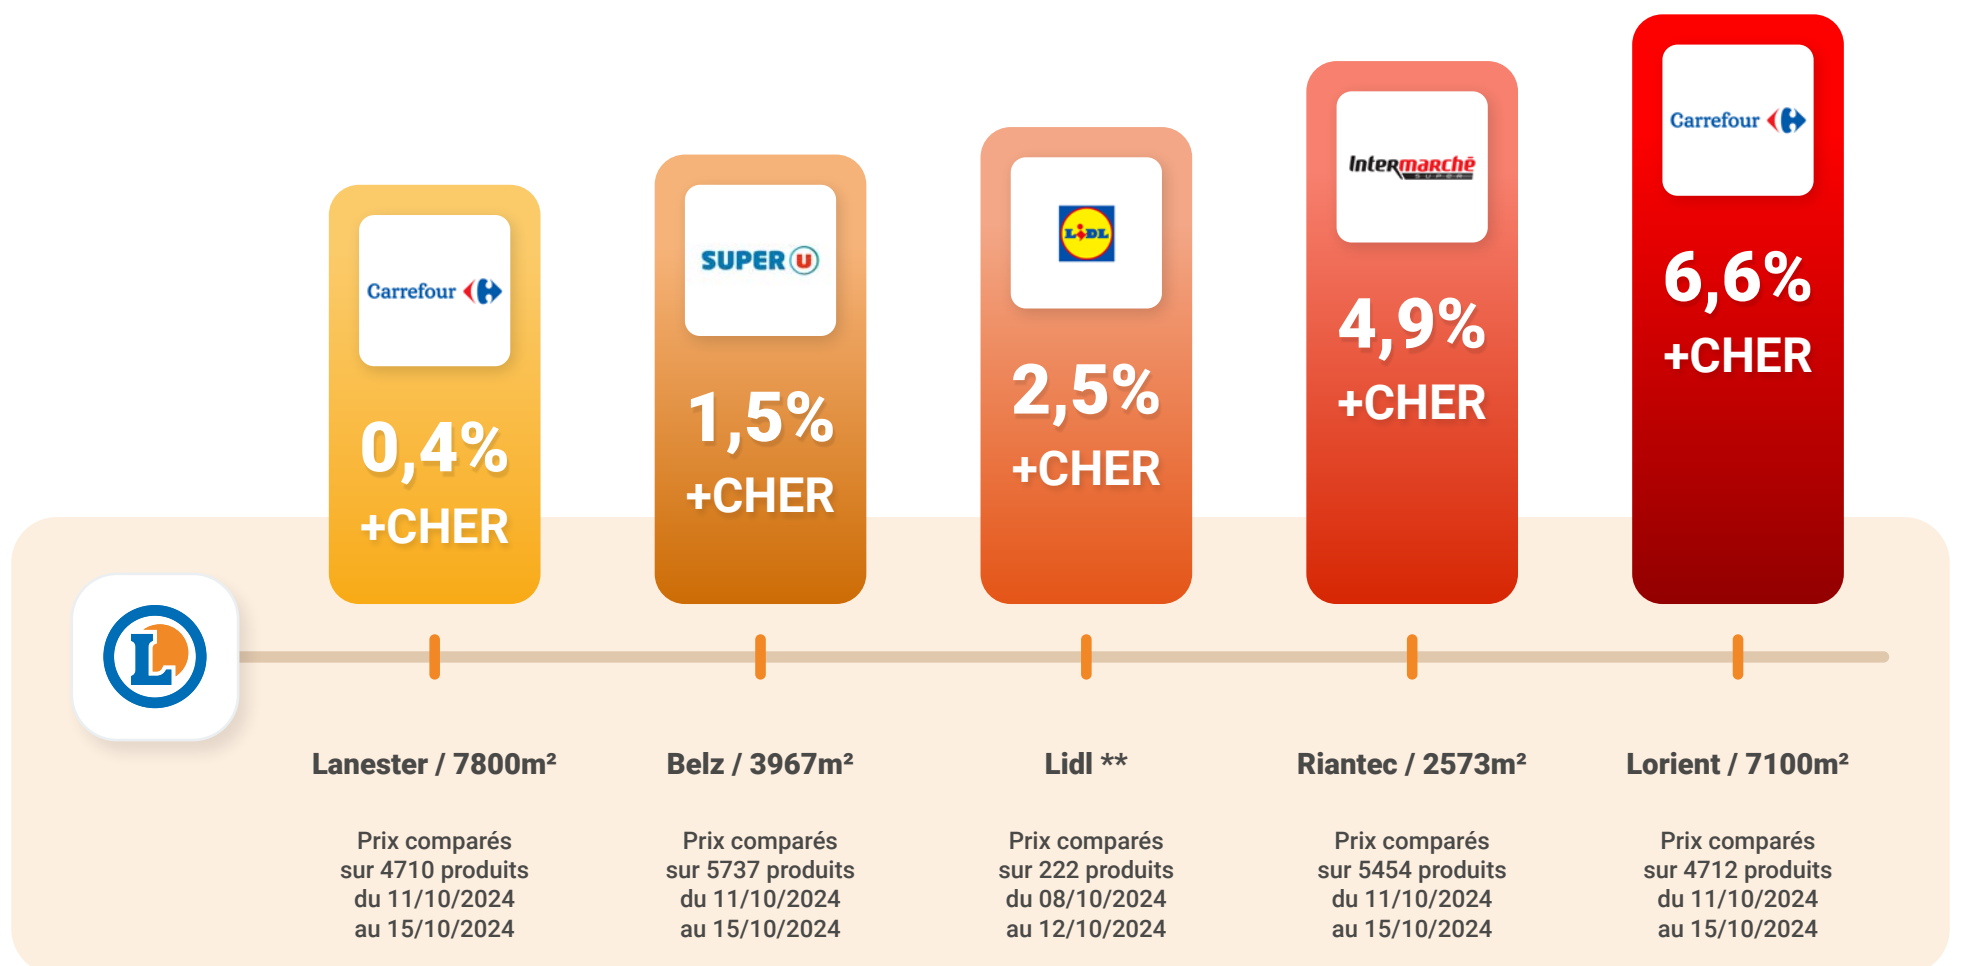 Carrefour
0,4%
+CHER
SUPER U
1,5%
+CHER
LIDL
2,5%
+CHER
Intermarché
SUPER
4,9%
+CHER
Carrefour
6,6%
+CHER
L
Lanester / 7800m²
Prix comparés
sur 4710 produits
du 11/10/2024
au 15/10/2024
Belz / 3967m²
Prix comparés
sur 5737 produits
du 11/10/2024
au 15/10/2024
Lidl **
Prix comparés
sur 222 produits
du 08/10/2024
au 12/10/2024
Riantec / 2573m²
Prix comparés
sur 5454 produits
du 11/10/2024
au 15/10/2024
Lorient / 7100m²
Prix comparés
sur 4712 produits
du 11/10/2024
au 15/10/2024